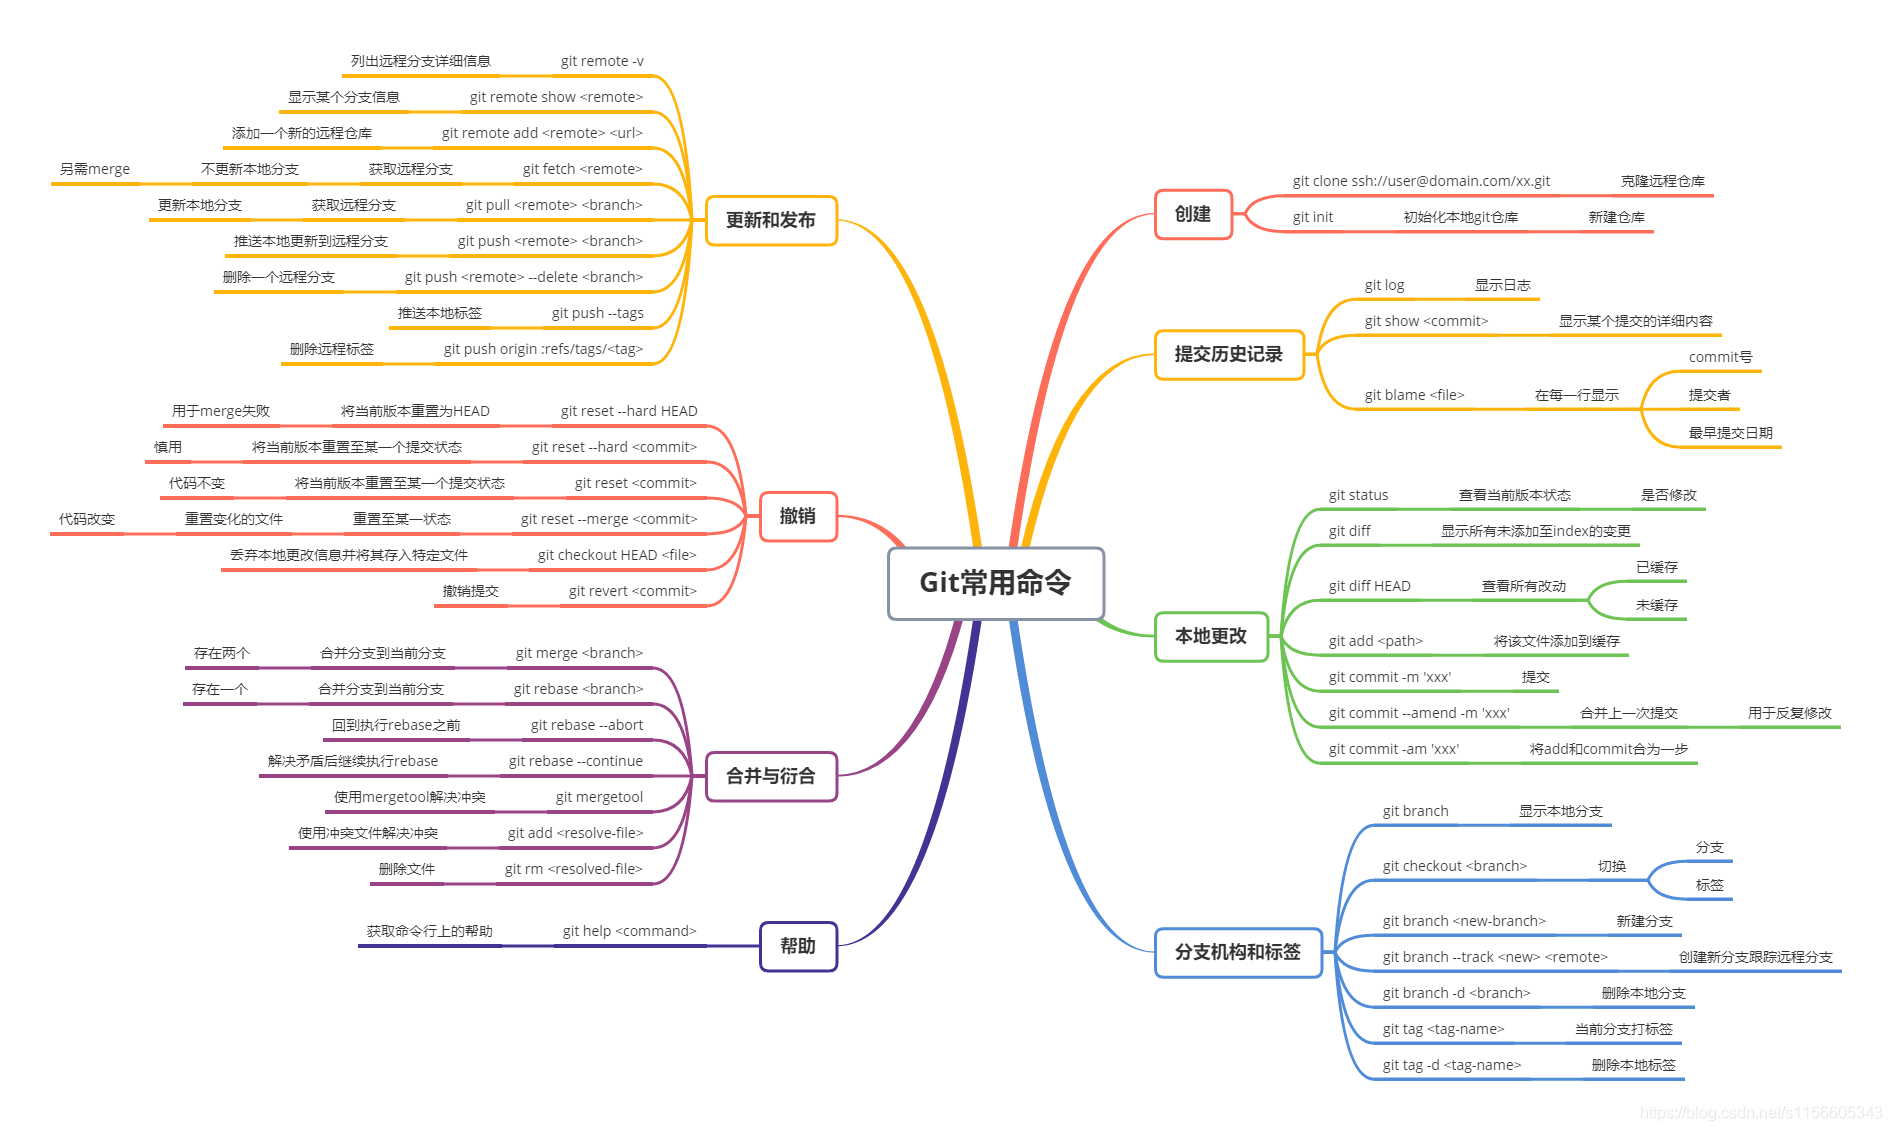 Git常用命令
创建
git clone ssh://user@domain.com/xx.git 克隆远程仓库
git init 初始化本地git仓库 新建仓库
提交历史记录
git log 显示日志
git show <commit> 显示某个提交的详细内容
git blame <file> 在每一行显示
commit号
提交者
最早提交日期
本地更改
git status 查看当前版本状态 是否修改
git diff 显示所有未添加至index的变更
git diff HEAD 查看所有改动
已缓存
未缓存
git add <path> 将该文件添加到缓存
git commit -m 'xxx' 提交
git commit --amend -m 'xxx' 合并上一次提交 用于反复修改
git commit -am 'xxx' 将add和commit合为一步
分支机构和标签
git branch 显示本地分支
git checkout <branch> 切换
分支
标签
git branch <new-branch> 新建分支
git branch --track <new> <remote> 创建新分支跟踪远程分支
git branch -d <branch> 删除本地分支
git tag <tag-name> 当前分支打标签
git tag -d <tag-name> 删除本地标签
更新和发布
列出远程分支详细信息 git remote -v
显示某个分支信息 git remote show <remote>
添加一个新的远程仓库 git remote add <remote> <url>
另需merge 不更新本地分支 获取远程分支 git fetch <remote>
更新本地分支 获取远程分支 git pull <remote> <branch>
推送本地更新到远程分支 git push <remote> <branch>
删除一个远程分支 git push <remote> --delete <branch>
推送本地标签 git push --tags
删除远程标签 git push origin :refs/tags/<tag>
撤销
用于merge失败 将当前版本重置为HEAD git reset --hard HEAD
慎用 将当前版本重置至某一个提交状态 git reset --hard <commit>
代码不变 将当前版本重置至某一个提交状态 git reset <commit>
代码改变 重置变化的文件 重置至某一状态 git reset --merge <commit>
丢弃本地更改信息并将其存入特定文件 git checkout HEAD <file>
撤销提交 git revert <commit>
合并与衍合
存在两个 合并分支到当前分支 git merge <branch>
存在一个 合并分支到当前分支 git rebase <branch>
回到执行rebase之前 git rebase --abort
解决矛盾后继续执行rebase git rebase --continue
使用mergetool解决冲突 git mergetool
使用冲突文件解决冲突 git add <resolve-file>
删除文件 git rm <resolved-file>
帮助
获取命令行上的帮助 git help <command>
https://blog.csdn.net/s1156605343